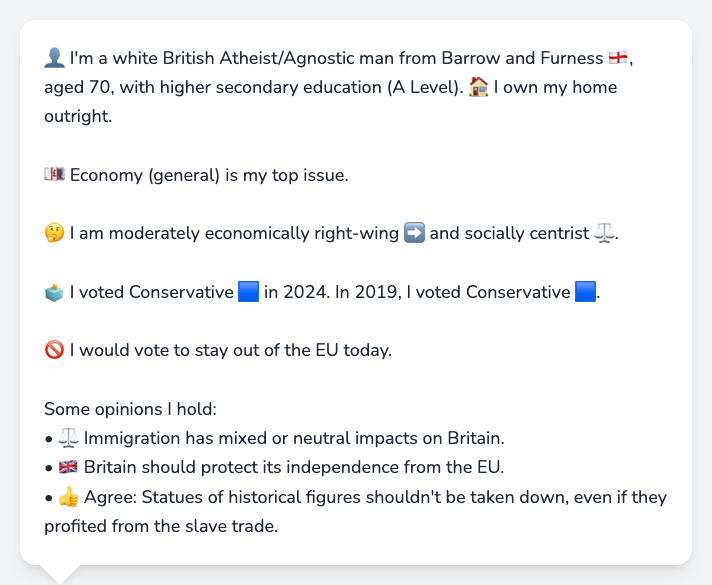 👤 I'm a white British Atheist/Agnostic man from Barrow and Furness 🏴󠁧󠁢󠁥󠁮󠁧󠁿,
aged 70, with higher secondary education (A Level). 🏠 I own my home
outright.
💷 Economy (general) is my top issue.
🤔 I am moderately economically right-wing ➡️ and socially centrist ⚖️.
🗳️ I voted Conservative 🟦 in 2024. In 2019, I voted Conservative 🟦.
🚫 I would vote to stay out of the EU today.
Some opinions I hold:
• ⚖️ Immigration has mixed or neutral impacts on Britain.
• 🇬🇧 Britain should protect its independence from the EU.
• 👍 Agree: Statues of historical figures shouldn't be taken down, even if they
profited from the slave trade.